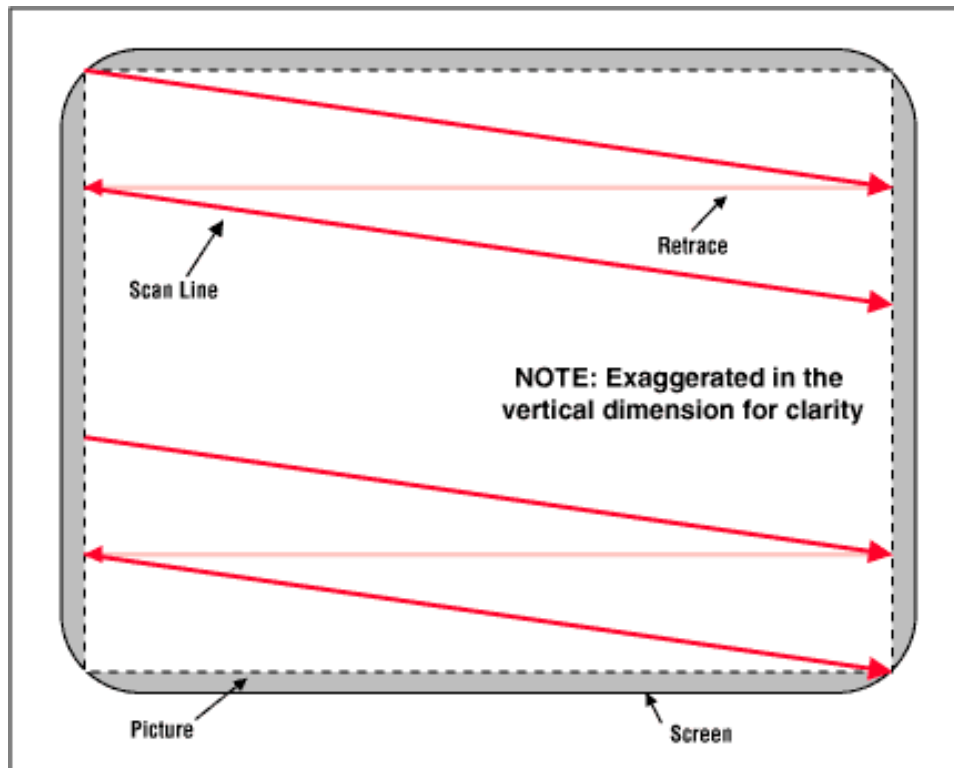 Retrace
Scan Line
NOTE: Exaggerated in the
vertical dimension for clarity
Picture
Screen